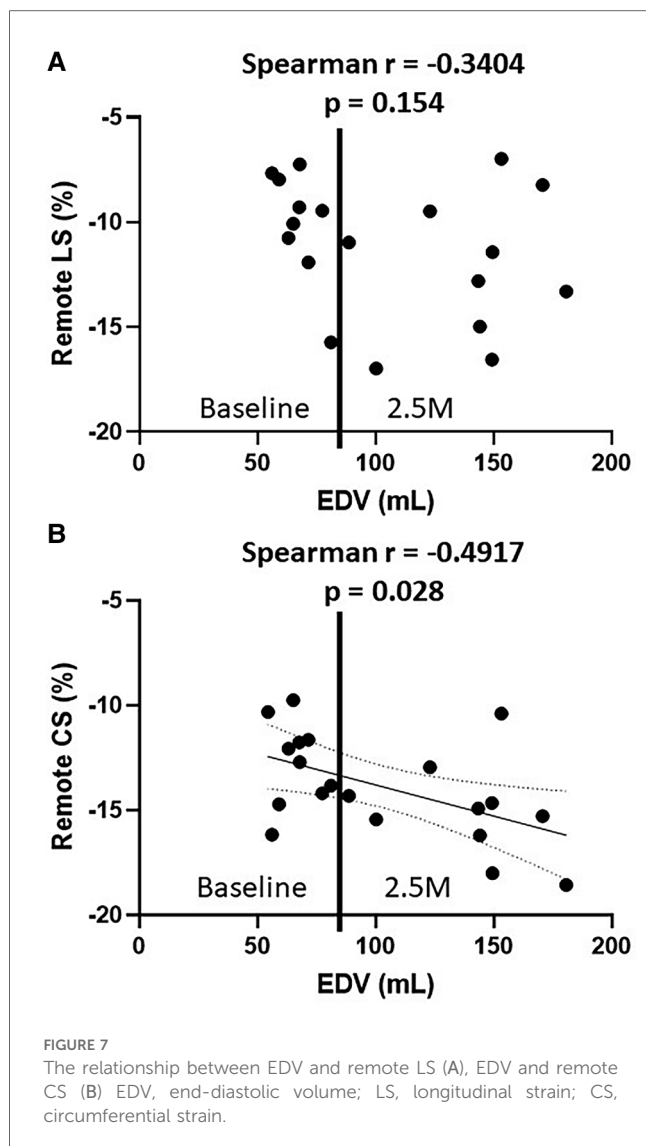 A
Spearman r = -0.3404
p = 0.154
-5
-10
-15
-20
Remote LS (%)
Baseline 2.5M
0 50 100 150 200
EDV (mL)
B
Spearman r = -0.4917
p = 0.028
-5
-10
-15
-20
Remote CS (%)
Baseline 2.5M
0 50 100 150 200
EDV (mL)
FIGURE 7
The relationship between EDV and remote LS (A), EDV and remote
CS (B) EDV, end-diastolic volume; LS, longitudinal strain; CS,
circumferential strain.